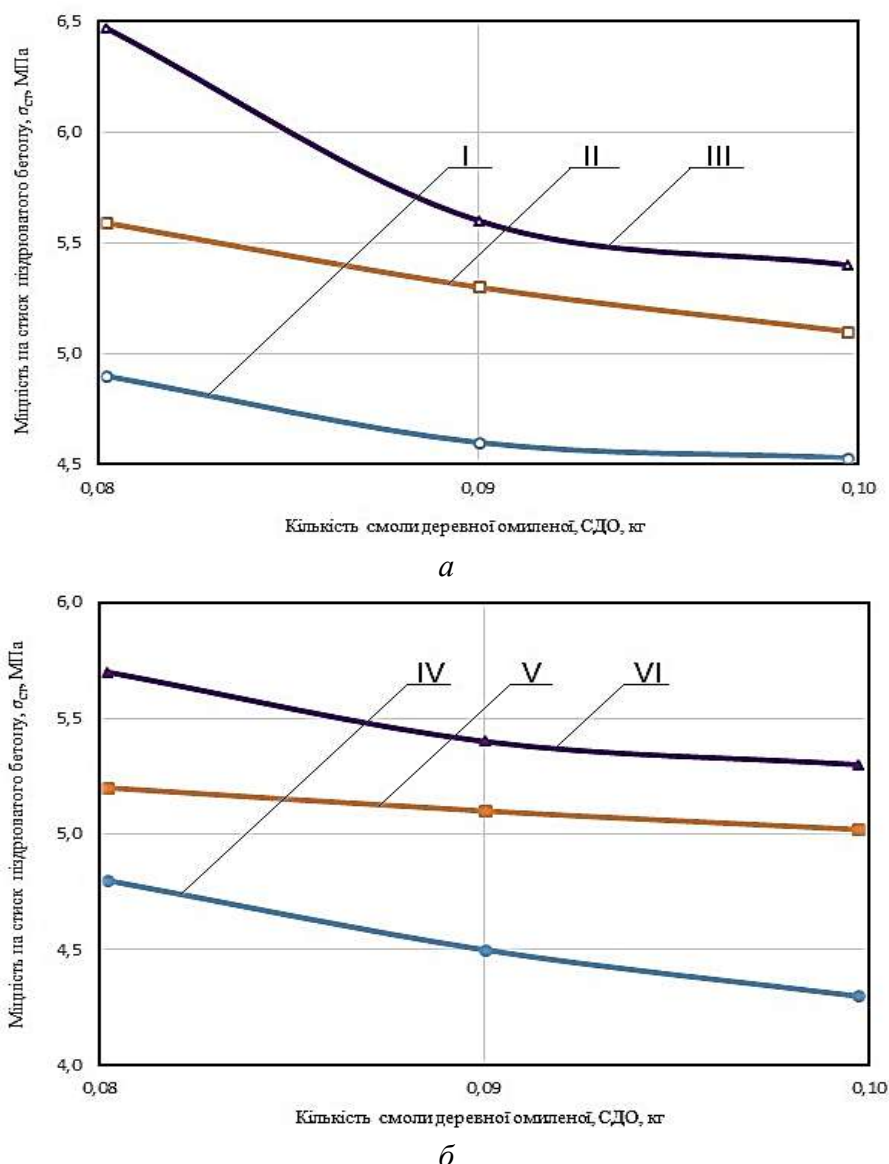 6,5
6,0
5,5
5,0
4,5
Міцність на стиск ніздрюватого бетону, σст, МПа
I II III
0,08 0,09 0,10
Кількість смоли деревної омиленої, СДО, кг
а
6,0
5,5
5,0
4,5
4,0
Міцність на стиск ніздрюватого бетону, σст, МПа
IV V VI
0,08 0,09 0,10
Кількість смоли деревної омиленої, СДО, кг
б